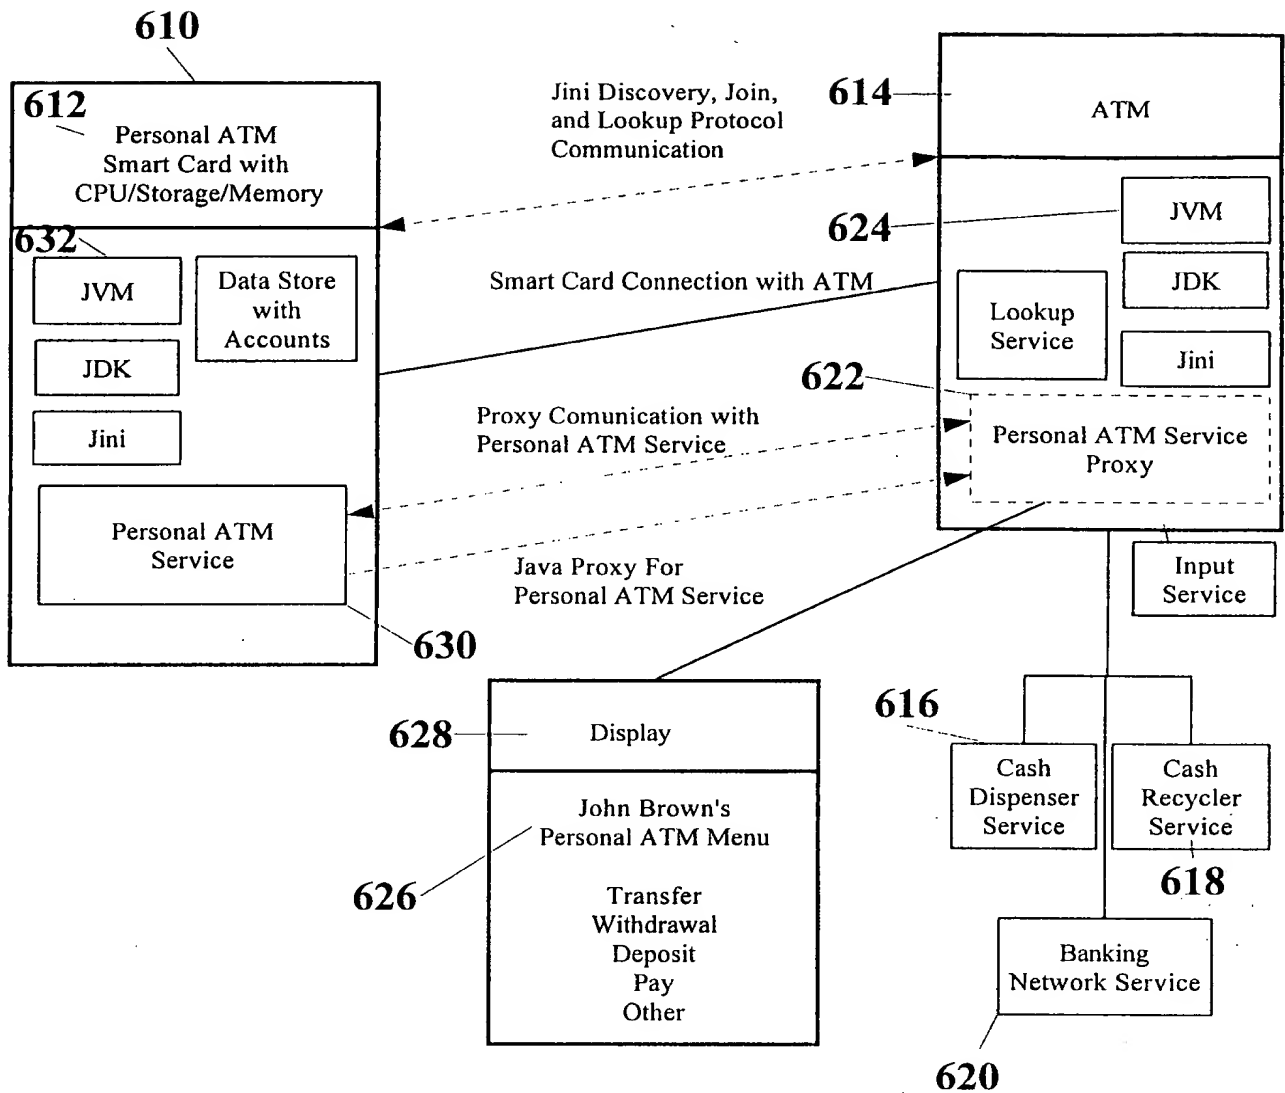 610
612
Personal ATM
Smart Card with
CPU/Storage/Memory
632
JVM
Data Store
with
Accounts
JDK
Jini
Personal ATM
Service
630
Jini Discovery, Join,
and Lookup Protocol
Communication
Smart Card Connection with ATM
Proxy Comunication with
Personal ATM Service
Java Proxy For
Personal ATM Service
614
ATM
624
JVM
JDK
Lookup
Service
Jini
622
Personal ATM Service
Proxy
Input
Service
628
Display
John Brown's
Personal ATM Menu
626
Transfer
Withdrawal
Deposit
Pay
Other
616
Cash
Dispenser
Service
Cash
Recycler
Service
618
Banking
Network Service
620